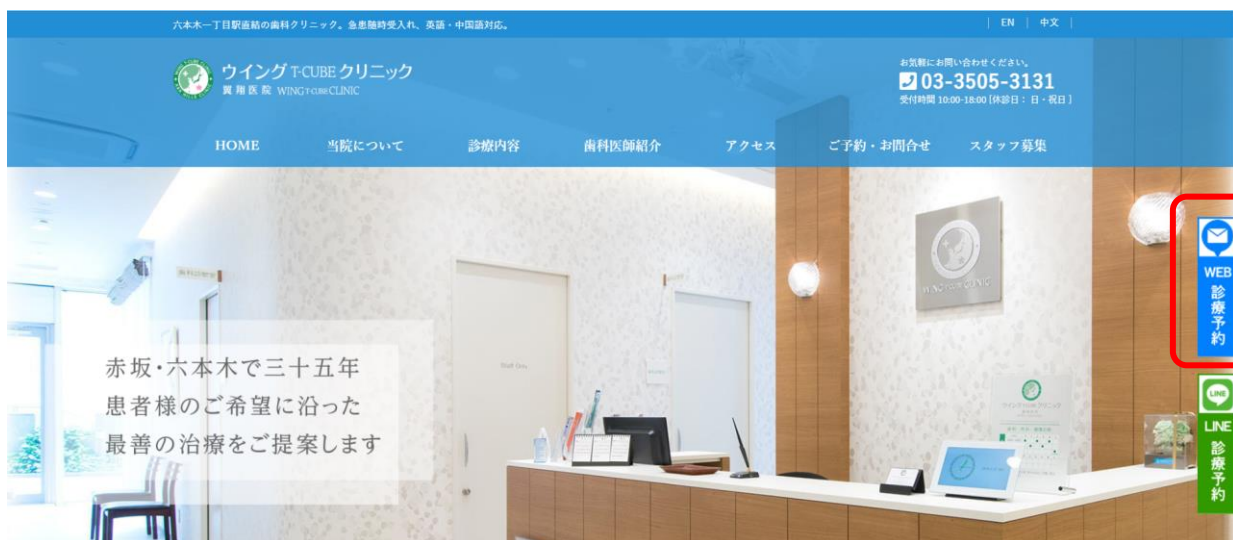 六本木一丁目駅直結の歯科クリニック。急患随時受入れ、英語・中国語対応。
| EN | 中文 |
ウイング T-CUBE クリニック
翼翔医院 WING T-CUBE CLINIC
お気軽にお問い合わせください。
03-3505-3131
受付時間 10:00-18:00 [休診日: 日・祝日]
HOME 当院について 診療内容 歯科医師紹介 アクセス ご予約・お問合せ スタッフ募集
WING T-CUBE CLINIC
Staff Only
赤坂・六本木で三十五年
患者様のご希望に沿った
最善の治療をご提案します
WEB
診療予約
LINE
LINE
診療予約